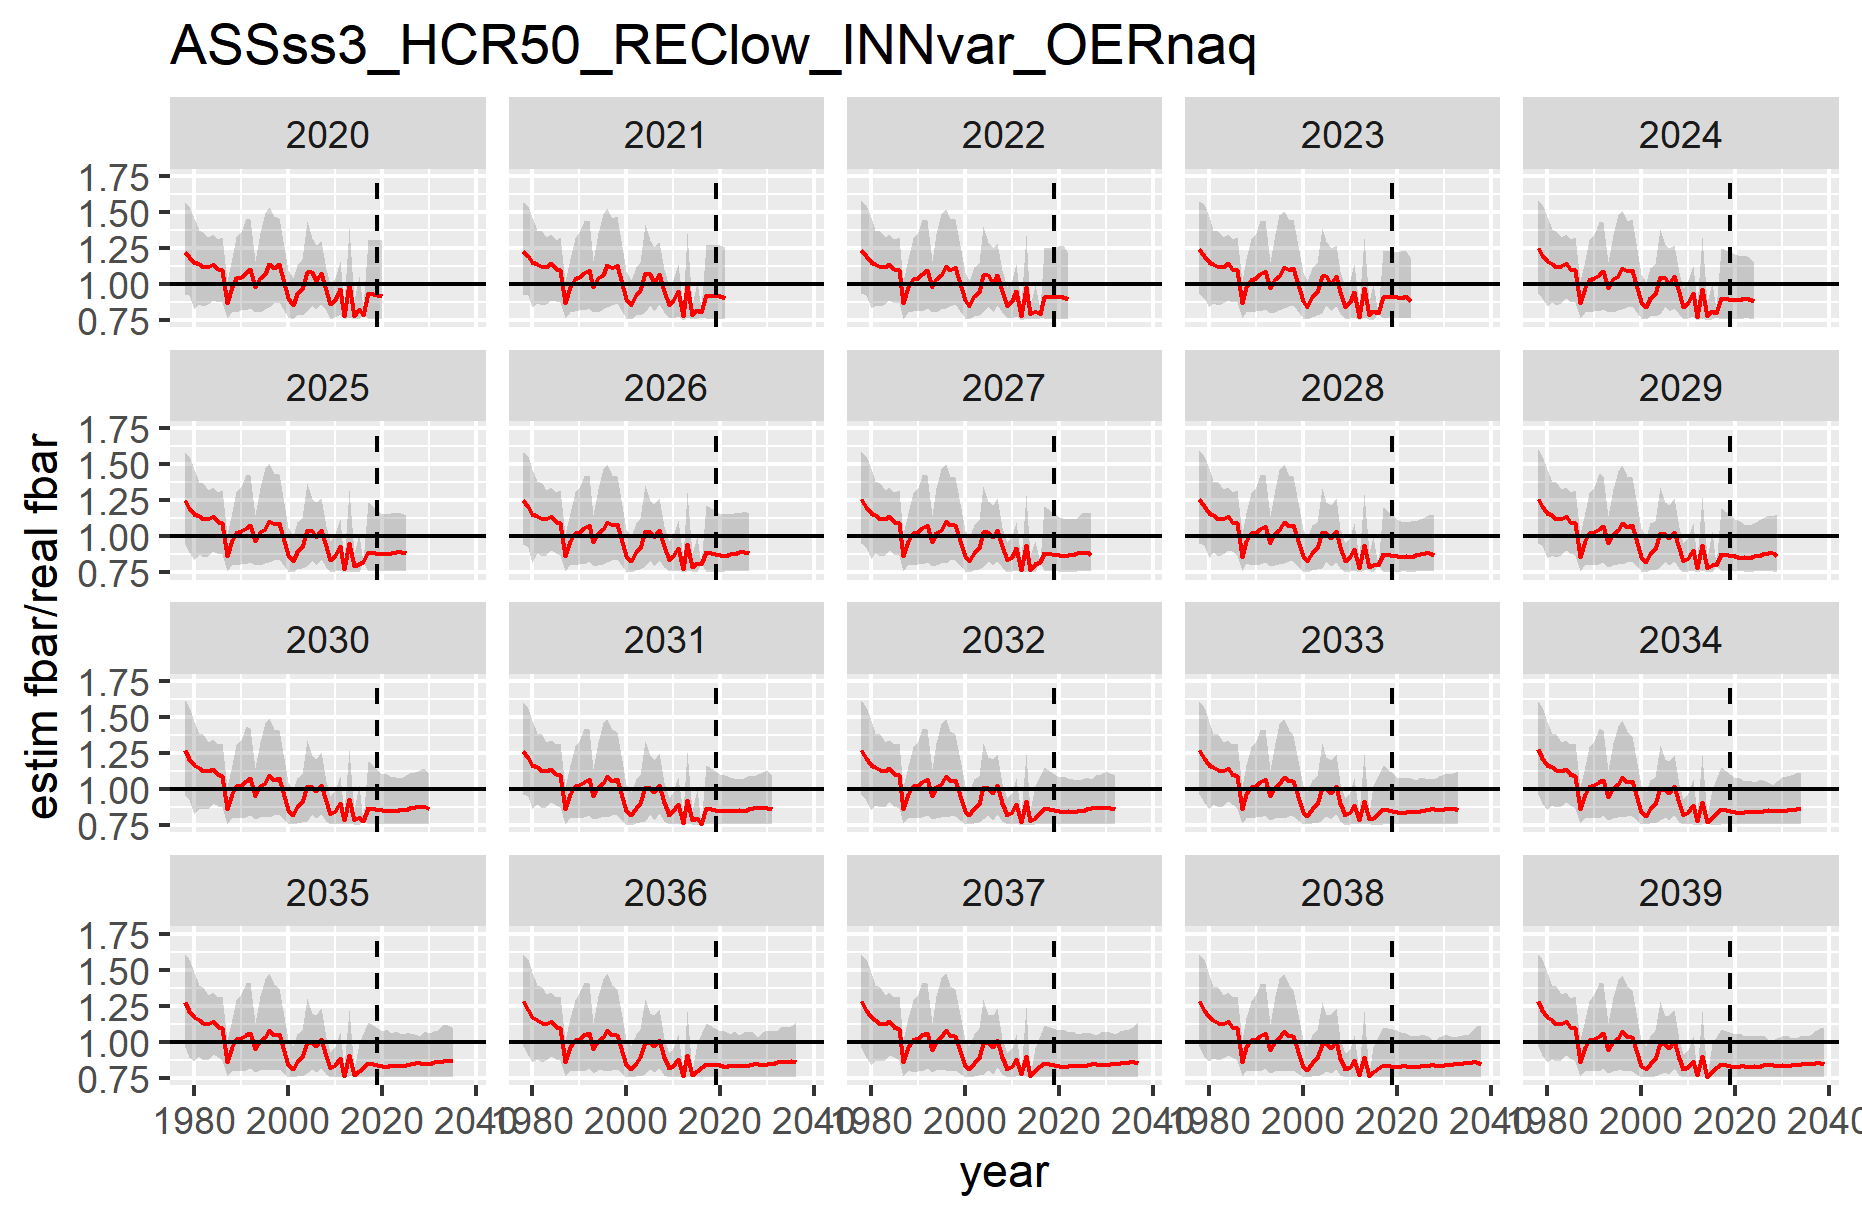 ASSss3_HCR50_REClow_INNvar_OERnaq
2020 2021 2022 2023 2024
1.75
1.50
1.25
1.00
0.75
2025 2026 2027 2028 2029
1.75
1.50
1.25
1.00
0.75
2030 2031 2032 2033 2034
1.75
1.50
1.25
1.00
0.75
2035 2036 2037 2038 2039
1.75
1.50
1.25
1.00
0.75
1980 2000 2020 2040 1980 2000 2020 2040 1980 2000 2020 2040 1980 2000 2020 2040 1980 2000 2020 2040
year
estim fbar/real fbar